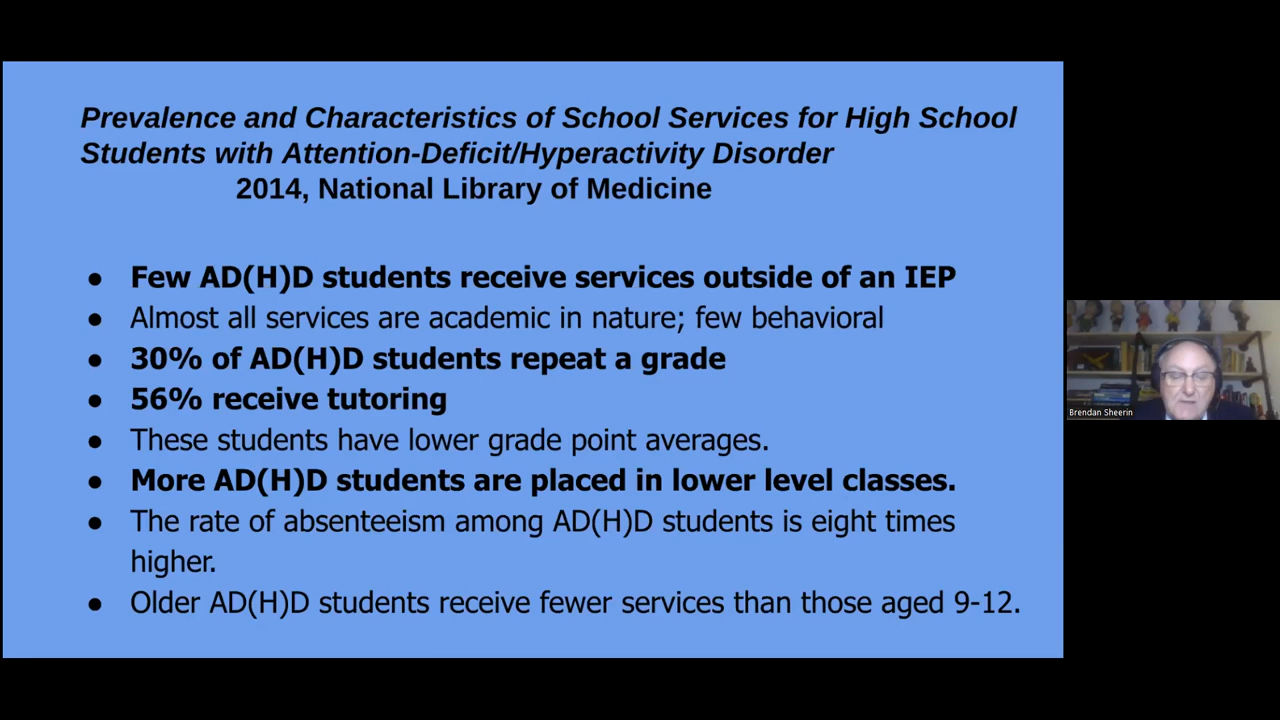 Prevalence and Characteristics of School Services for High School
Students with Attention-Deficit/Hyperactivity Disorder
2014, National Library of Medicine
● Few AD(H)D students receive services outside of an IEP
● Almost all services are academic in nature; few behavioral
● 30% of AD(H)D students repeat a grade
● 56% receive tutoring
● These students have lower grade point averages.
● More AD(H)D students are placed in lower level classes.
● The rate of absenteeism among AD(H)D students is eight times
higher.
● Older AD(H)D students receive fewer services than those aged 9-12.
Brendan Sheerin